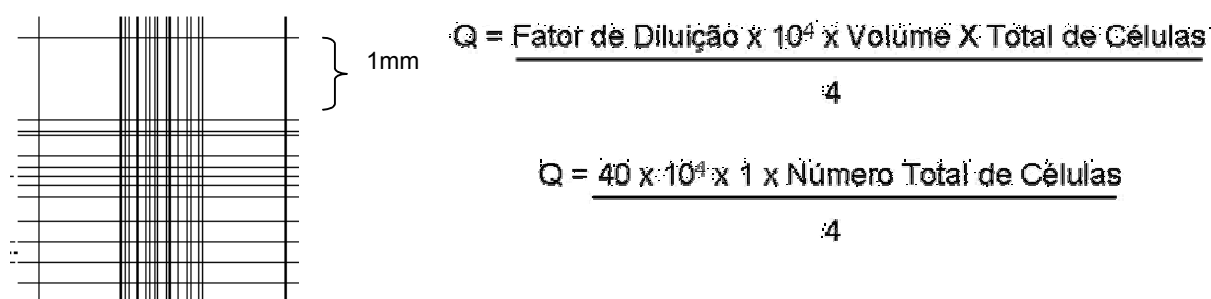 1mm
Q = Fator de Diluição x 10⁴ x Volume X Total de Células
4
Q = 40 x 10⁴ x 1 x Número Total de Células
4